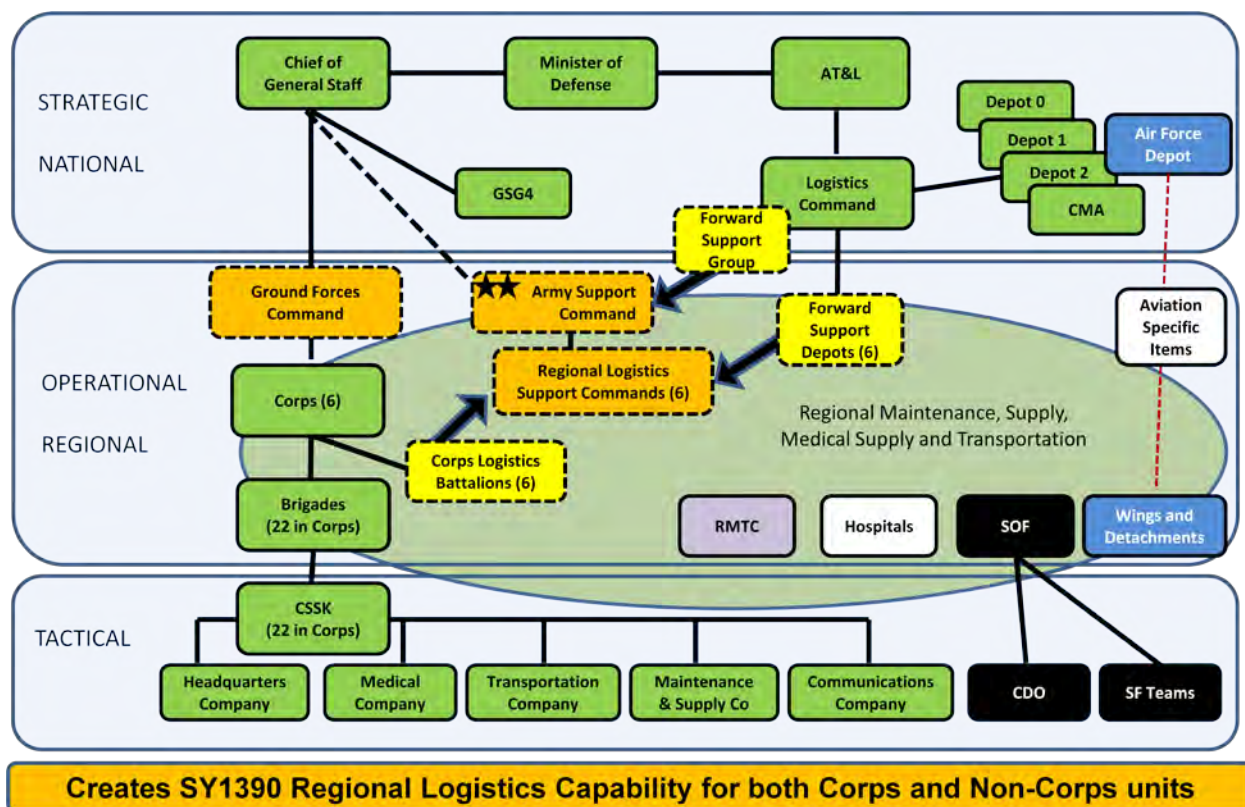 STRATEGIC
NATIONAL
Chief of
General Staff
Minister of
Defense
AT&L
Depot 0
Depot 1
Depot 2
CMA
Air Force
Depot
GSG4
Logistics
Command
Forward
Support
Group
OPERATIONAL
REGIONAL
Ground Forces
Command
Army Support
Command
Forward
Support
Depots (6)
Aviation
Specific
Items
Regional Logistics
Support Commands (6)
Corps (6)
Regional Maintenance, Supply,
Medical Supply and Transportation
Corps Logistics
Battalions (6)
Brigades
(22 in Corps)
RMTC
Hospitals
SOF
Wings and
Detachments
TACTICAL
CSSK
(22 in Corps)
Headquarters
Company
Medical
Company
Transportation
Company
Maintenance
& Supply Co
Communications
Company
CDO
SF Teams
Creates SY1390 Regional Logistics Capability for both Corps and Non-Corps units